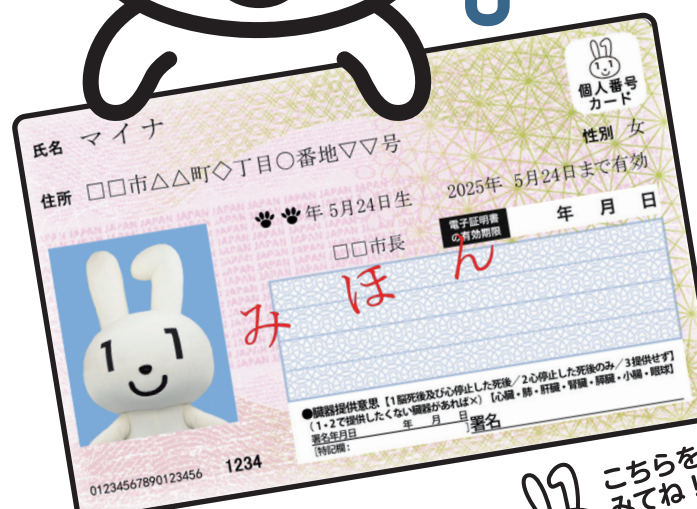 個人番号
カード
氏名 マイナ
性別 女
住所 □□市△△町◇丁目○番地▽▽号
年 5月24日生
2025年 5月24日まで有効
□□市長
電子証明書
の有効期限
年 月 日
みほん
JAPAN JAPAN JAPAN JAPAN
●臓器提供意思【1脳死後及び心停止した死後/2心停止した死後のみ/3提供せず】
(1・2で提供したくない臓器があれば×)【心臓・肺・肝臓・腎臓・膵臓・小腸・眼球】
署名年月日 年 月 日 署名
[特記欄: ]
01234567890123456
1234
こちらを
みてね!